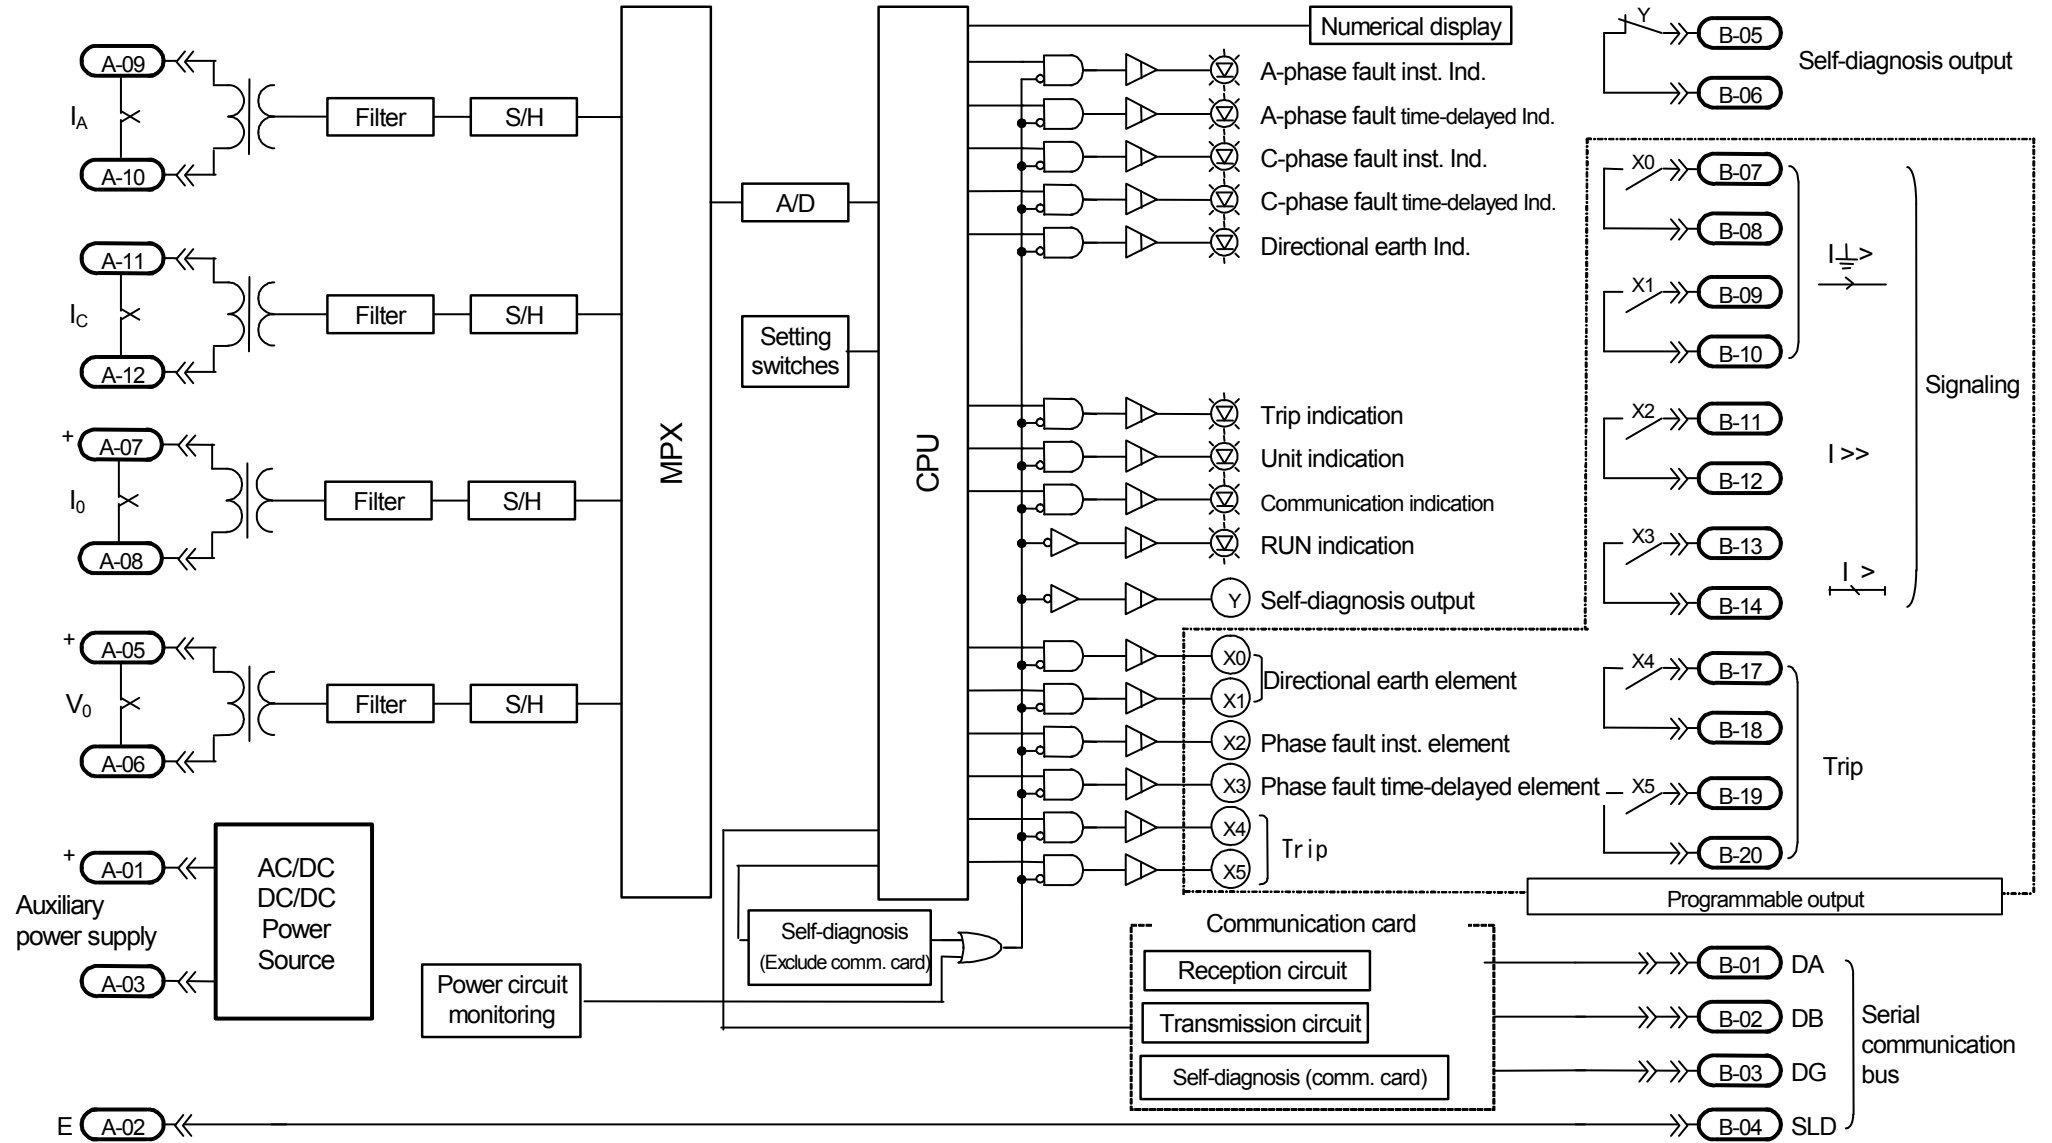 A-09
I_A
A-10
Filter
S/H
A-11
I_C
A-12
Filter
S/H
+
A-07
I_0
A-08
Filter
S/H
+
A-05
V_0
A-06
Filter
S/H
+
A-01
Auxiliary
power supply
A-03
AC/DC
DC/DC
Power
Source
E
A-02
MPX
A/D
Setting
switches
CPU
Self-diagnosis
(Exclude comm. card)
Power circuit
monitoring
Numerical display
A-phase fault inst. Ind.
A-phase fault time-delayed Ind.
C-phase fault inst. Ind.
C-phase fault time-delayed Ind.
Directional earth Ind.
Trip indication
Unit indication
Communication indication
RUN indication
Y
Self-diagnosis output
X0
X1
Directional earth element
X2
Phase fault inst. element
X3
Phase fault time-delayed element
X4
X5
Trip
Communication card
Reception circuit
Transmission circuit
Self-diagnosis (comm. card)
Y
B-05
B-06
Self-diagnosis output
X0
B-07
B-08
X1
B-09
B-10
I >
X2
B-11
B-12
I >>
X3
B-13
B-14
I >
Signaling
X4
B-17
B-18
X5
B-19
B-20
Trip
Programmable output
B-01 DA
B-02 DB
B-03 DG
B-04 SLD
Serial
communication
bus